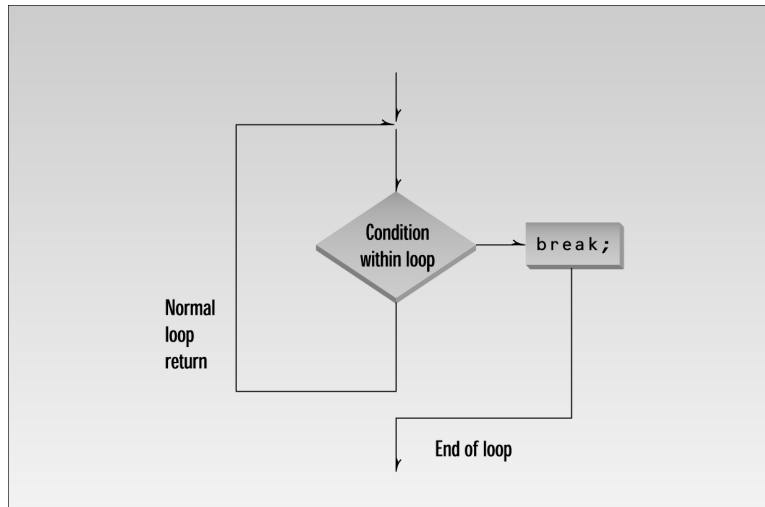 Condition
within loop
break;
Normal
loop
return
End of loop